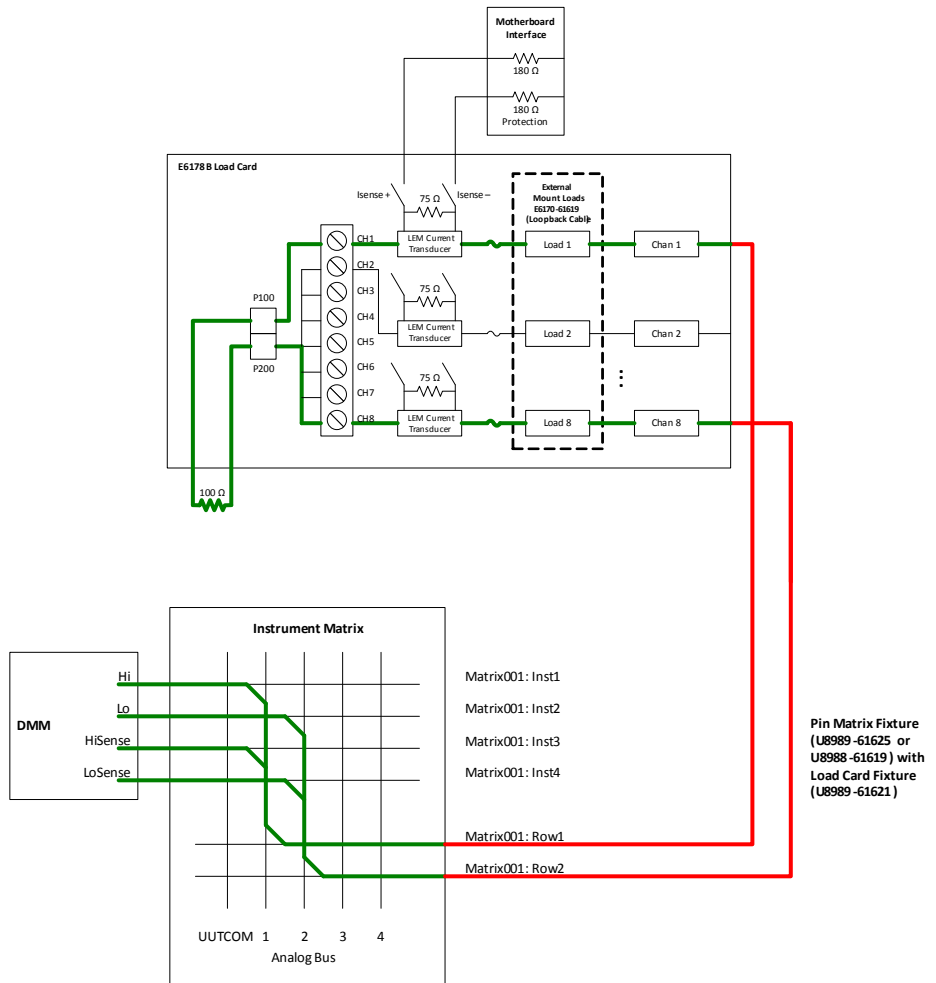 Motherboard
Interface
180 Ω
180 Ω
Protection
E6178B Load Card
Isense +
75 Ω
Isense –
External
Mount Loads
E6170-61619
(Loopback Cable)
CH1
LEM Current
Transducer
Load 1
Chan 1
CH2
CH3
75 Ω
P100
CH4
LEM Current
Transducer
Load 2
Chan 2
CH5
P200
CH6
75 Ω
...
CH7
CH8
LEM Current
Transducer
Load 8
Chan 8
100 Ω
Instrument Matrix
Hi
Matrix001: Inst1
Lo
Matrix001: Inst2
DMM
HiSense
Matrix001: Inst3
LoSense
Matrix001: Inst4
Pin Matrix Fixture
(U8989-61625 or
U8988-61619) with
Load Card Fixture
(U8989-61621)
Matrix001: Row1
Matrix001: Row2
UUTCOM 1 2 3 4
Analog Bus